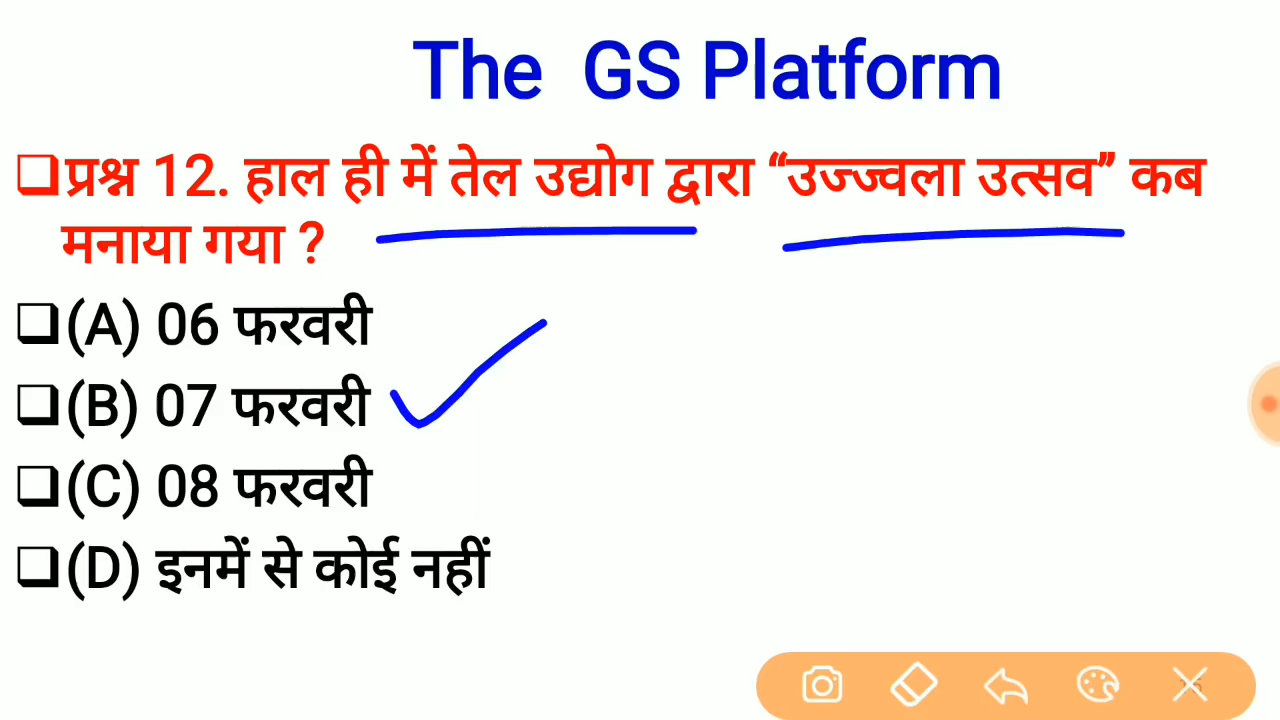 The GS Platform
❑प्रश्न 12. हाल ही में तेल उद्योग द्वारा “उज्ज्वला उत्सव” कब
मनाया गया ?
❑(A) 06 फरवरी
❑(B) 07 फरवरी
❑(C) 08 फरवरी
❑(D) इनमें से कोई नहीं